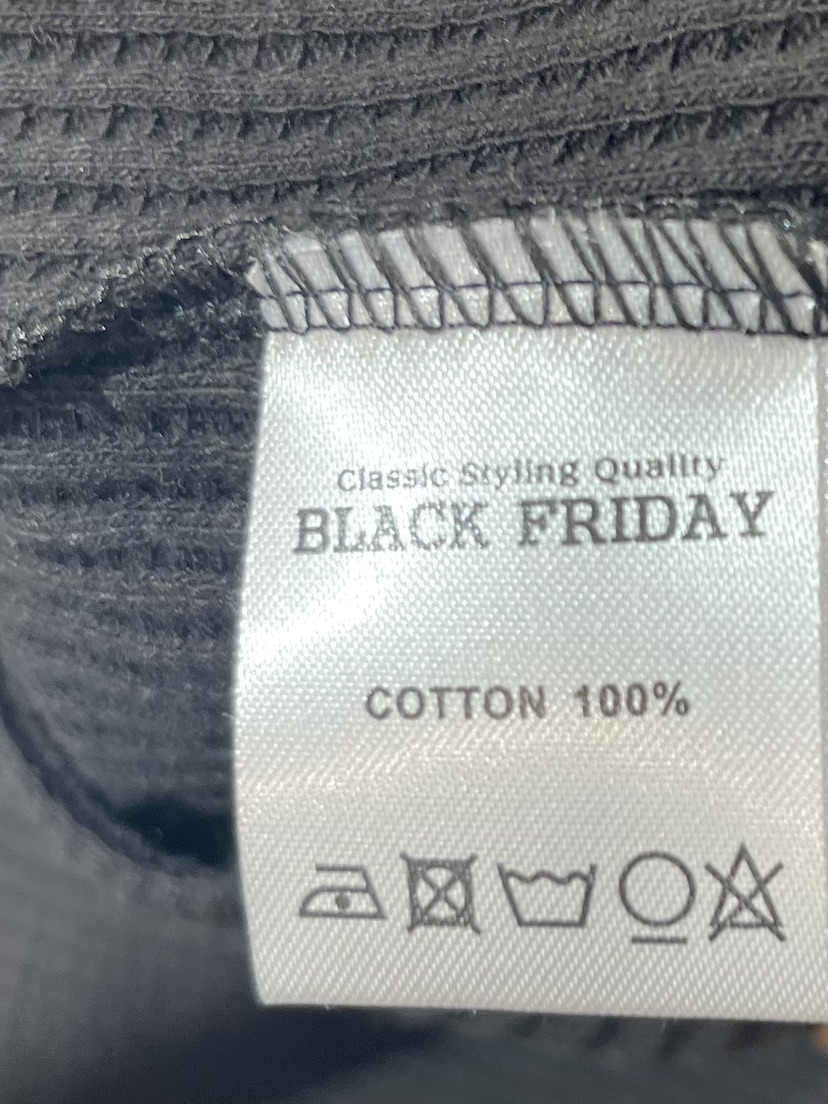 Classic Styling Quality
BLACK FRIDAY
COTTON 100%